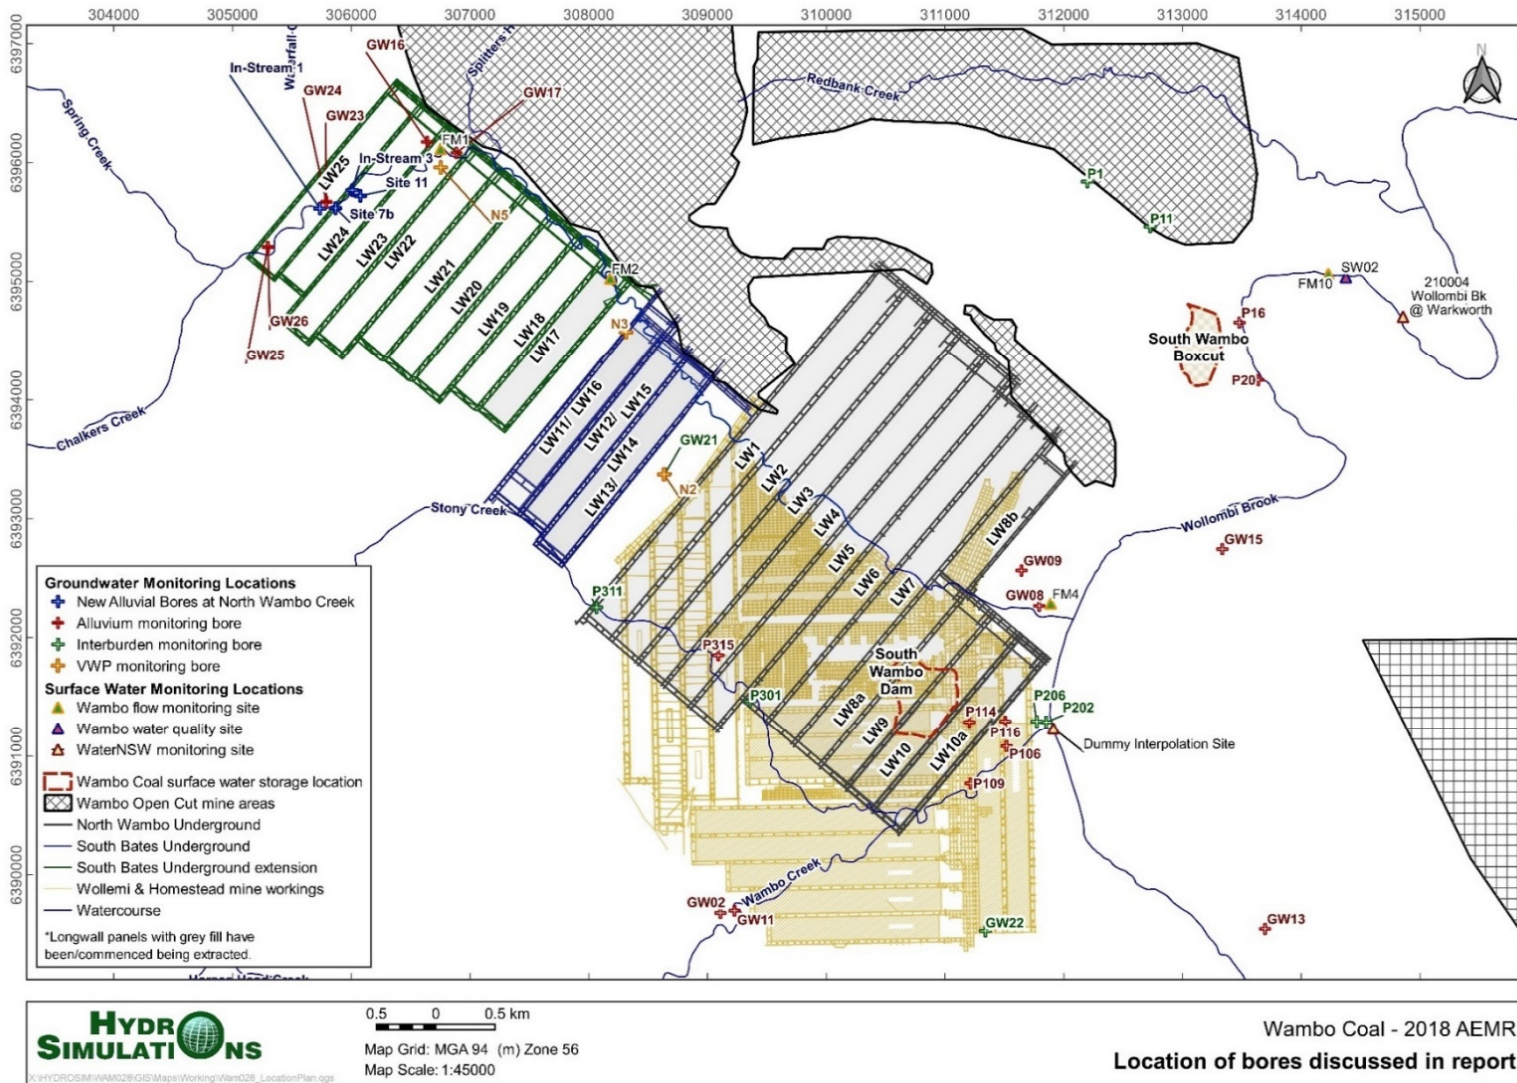 304000
305000
306000
307000
308000
309000
310000
311000
312000
313000
314000
315000
6397000
6396000
6395000
6394000
6393000
6392000
6391000
6390000
GW16
In-Stream 1
GW24
GW23
GW17
Redbank Creek
N
Spring Creek
FM1
In-Stream 3
Site 11
Site 7b
N5
P1
P11
LW25
LW24
LW23
LW22
LW21
LW20
LW19
LW18
LW17
FM2
N3
GW26
GW25
SW02
FM10
210004
Wollombi Bk
@ Warkworth
P16
South Wambo
Boxcut
P20
Chalkers Creek
LW11/ LW16
LW12/ LW15
LW13/ LW14
GW21
N2
Stony Creek
LW1
LW2
LW3
LW4
LW5
LW6
LW7
LW8b
Wollombi Brook
GW15
GW09
GW08
FM4
P311
P315
P301
South
Wambo
Dam
LW8a
LW9
LW10
LW10a
P114
P116
P106
P109
P206
P202
Dummy Interpolation Site
Wambo Creek
GW02
GW11
GW22
GW13
Groundwater Monitoring Locations
New Alluvial Bores at North Wambo Creek
Alluvium monitoring bore
Interburden monitoring bore
VWP monitoring bore
Surface Water Monitoring Locations
Wambo flow monitoring site
Wambo water quality site
WaterNSW monitoring site
Wambo Coal surface water storage location
Wambo Open Cut mine areas
North Wambo Underground
South Bates Underground
South Bates Underground extension
Wollemi & Homestead mine workings
Watercourse
*Longwall panels with grey fill have
been/commenced being extracted.
HYDRO
SIMULATIONS
0.5 0 0.5 km
Map Grid: MGA 94 (m) Zone 56
Map Scale: 1:45000
Wambo Coal - 2018 AEMR
Location of bores discussed in report